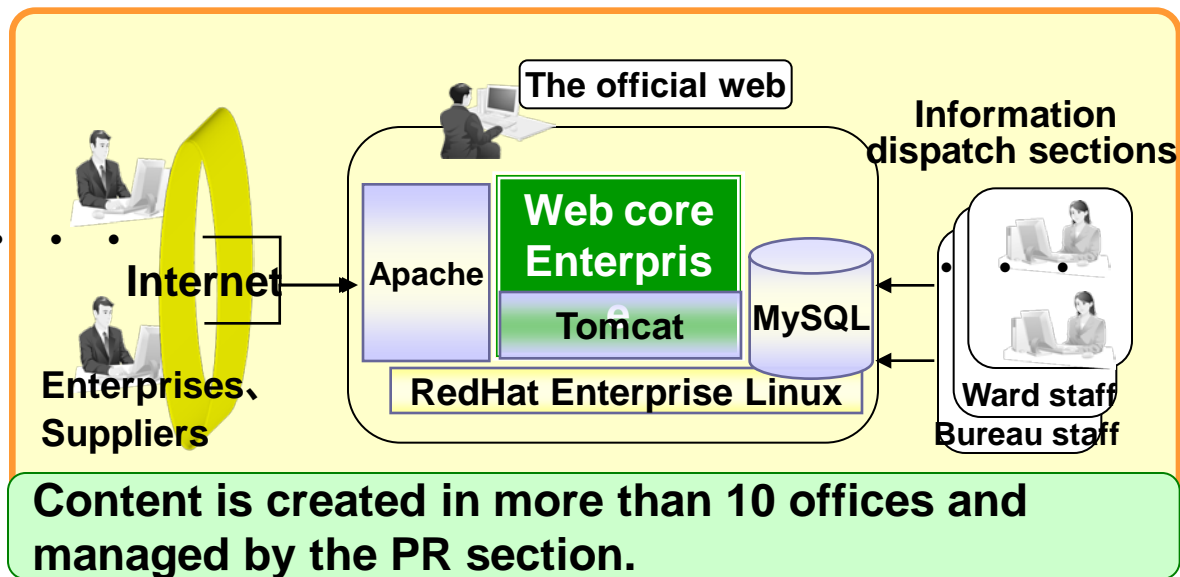 The official web
Information
dispatch sections
Web core
Enterpris
e
Apache
Tomcat
MySQL
Internet
RedHat Enterprise Linux
Enterprises、
Suppliers
Ward staff
Bureau staff
Content is created in more than 10 offices and
managed by the PR section.